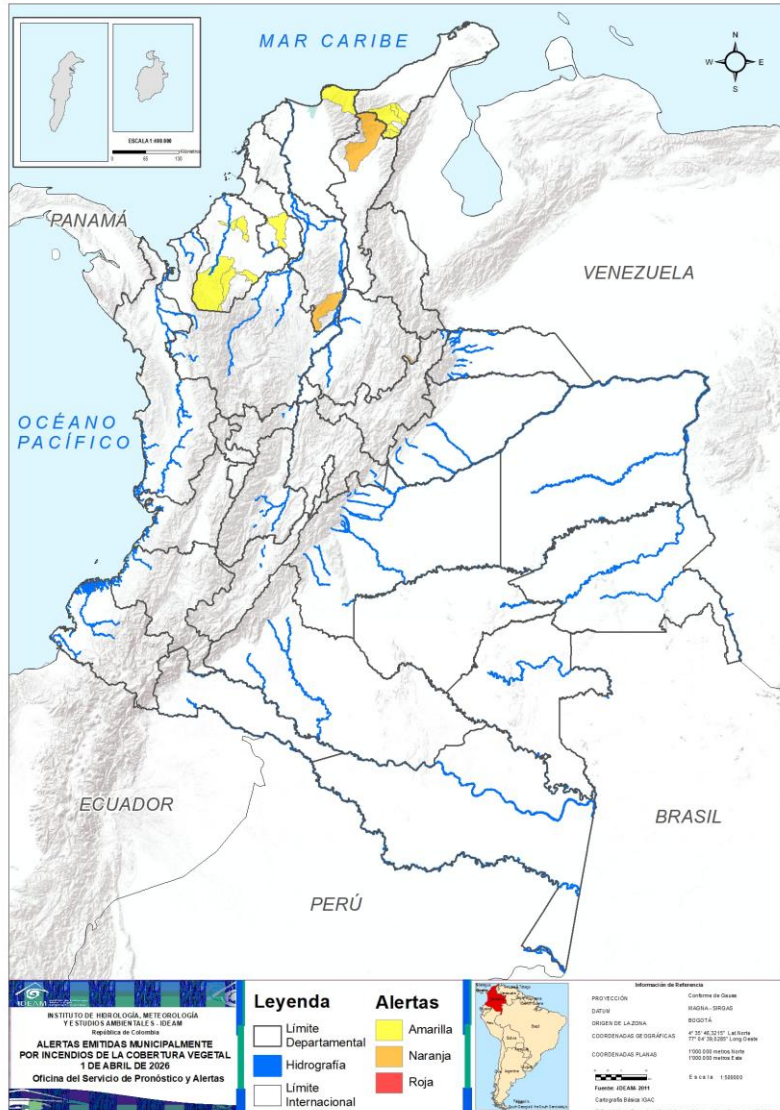 MAR CARIBE
N
W
E
S
ESCALA 1:400.000
PANAMÁ
VENEZUELA
OCÉANO
PACÍFICO
ECUADOR
BRASIL
PERÚ
IDEAM
INSTITUTO DE HIDROLOGÍA, METEOROLOGÍA
Y ESTUDIOS AMBIENTALES - IDEAM
República de Colombia
ALERTAS EMITIDAS MUNICIPALMENTE
POR INCENDIOS DE LA COBERTURA VEGETAL
1 DE ABRIL DE 2026
Oficina del Servicio de Pronóstico y Alertas
Leyenda
Límite
Departamental
Hidrografía
Límite
Internacional
Alertas
Amarilla
Naranja
Roja
Información de Referencia
PROYECCIÓN
Conforme de Gauss
DATUM
MAGNA - SIRGAS
ORIGEN DE LA ZONA
BOGOTÁ
COORDENADAS GEOGRÁFICAS
COORDENADAS PLANAS
1'000.000 metros Norte
1'000.000 metros Este
Fuente: IDEAM. 2011
Cartografía Básica IGAC